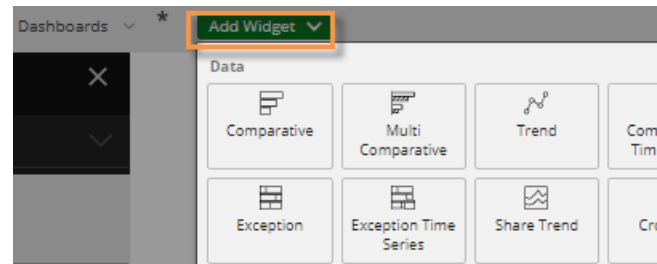 Dashboards * Add Widget
Data
Comparative Multi Comparative Trend
Exception Exception Time Series Share Trend